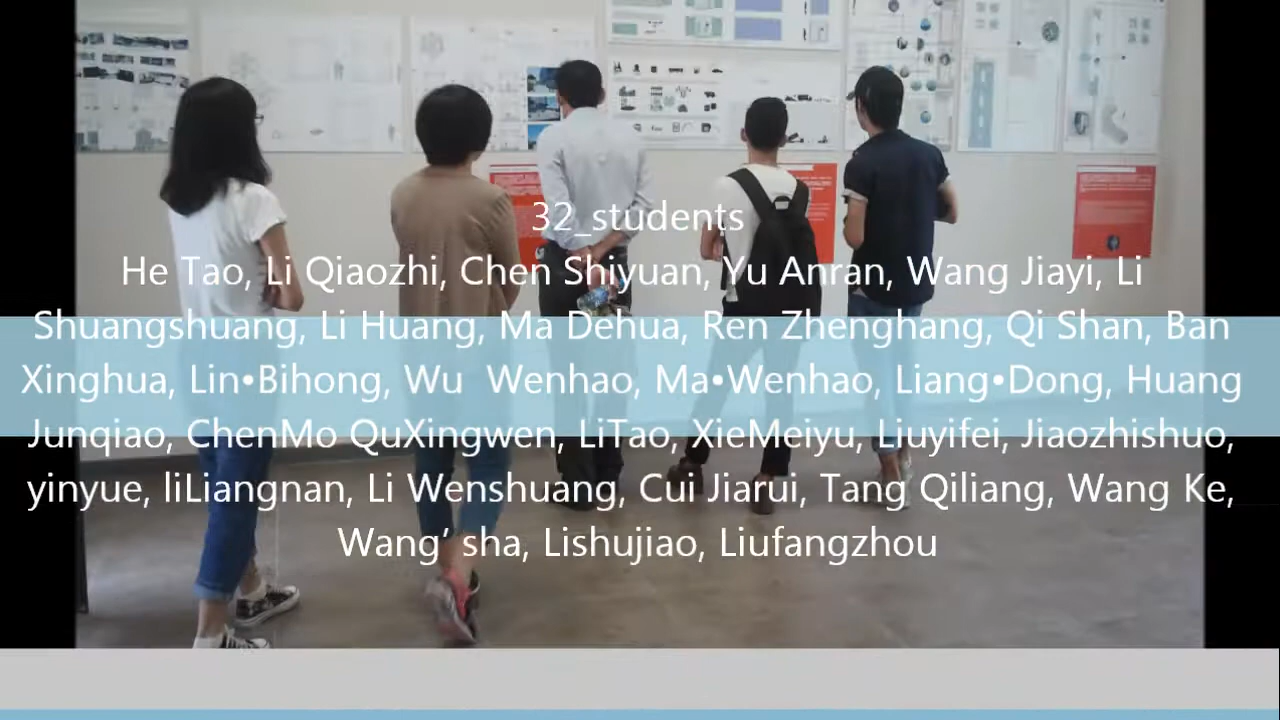 32_students
He Tao, Li Qiaozhi, Chen Shiyuan, Yu Anran, Wang Jiayi, Li
Shuangshuang, Li Huang, Ma Dehua, Ren Zhenghang, Qi Shan, Ban
Xinghua, Lin•Bihong, Wu  Wenhao, Ma•Wenhao, Liang•Dong, Huang
Junqiao, ChenMo QuXingwen, LiTao, XieMeiyu, Liuyifei, Jiaozhishuo,
yinyue, liLiangnan, Li Wenshuang, Cui Jiarui, Tang Qiliang, Wang Ke,
Wang’ sha, Lishujiao, Liufangzhou